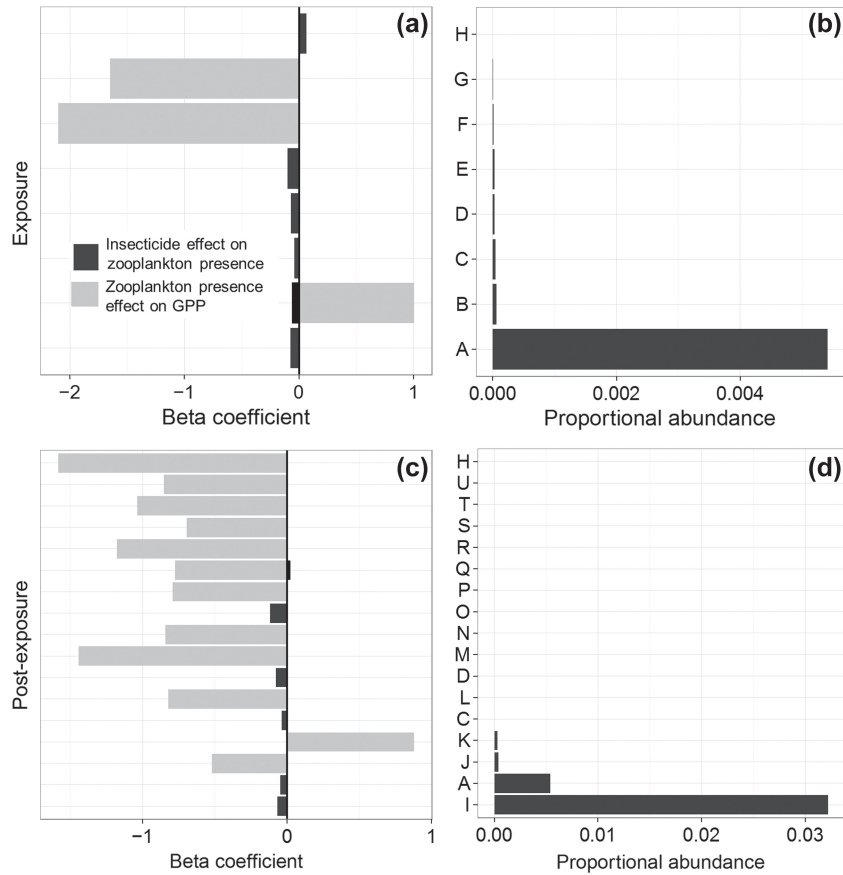 (a)
Exposure
Insecticide effect on
zooplankton presence
Zooplankton presence
effect on GPP
−2
−1
0
1
Beta coefficient
(b)
H
G
F
E
D
C
B
A
0.000
0.002
0.004
Proportional abundance
(c)
Post-exposure
−1
0
1
Beta coefficient
(d)
H
U
T
S
R
Q
P
O
N
M
D
L
C
K
J
A
I
0.00
0.01
0.02
0.03
Proportional abundance